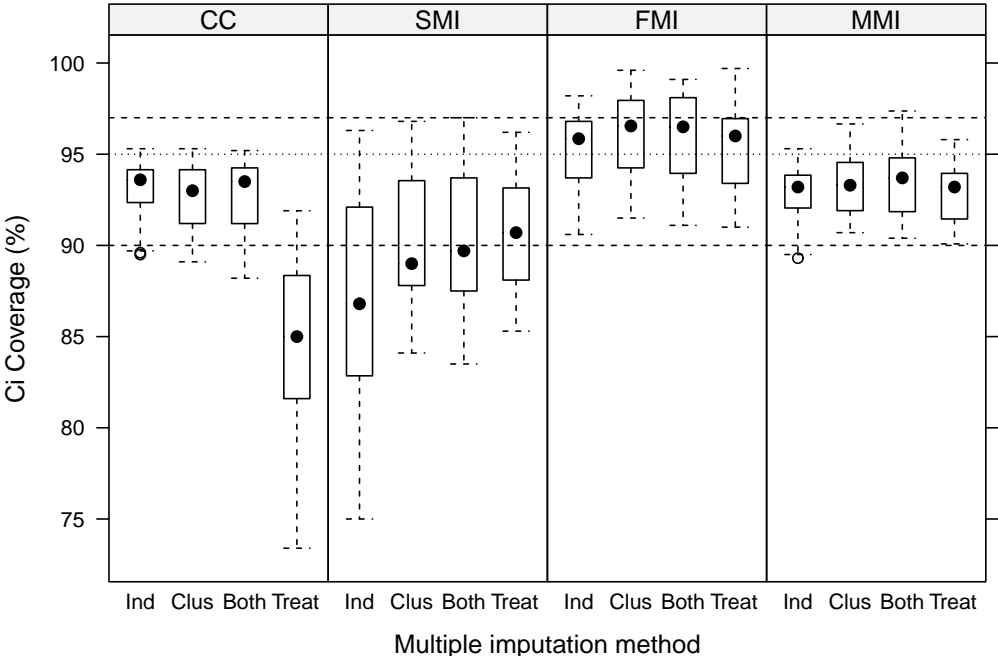 CC SMI FMI MMI
100
95
90
85
80
75
Ci Coverage (%)
Ind Clus Both Treat Ind Clus Both Treat Ind Clus Both Treat Ind Clus Both Treat
Multiple imputation method